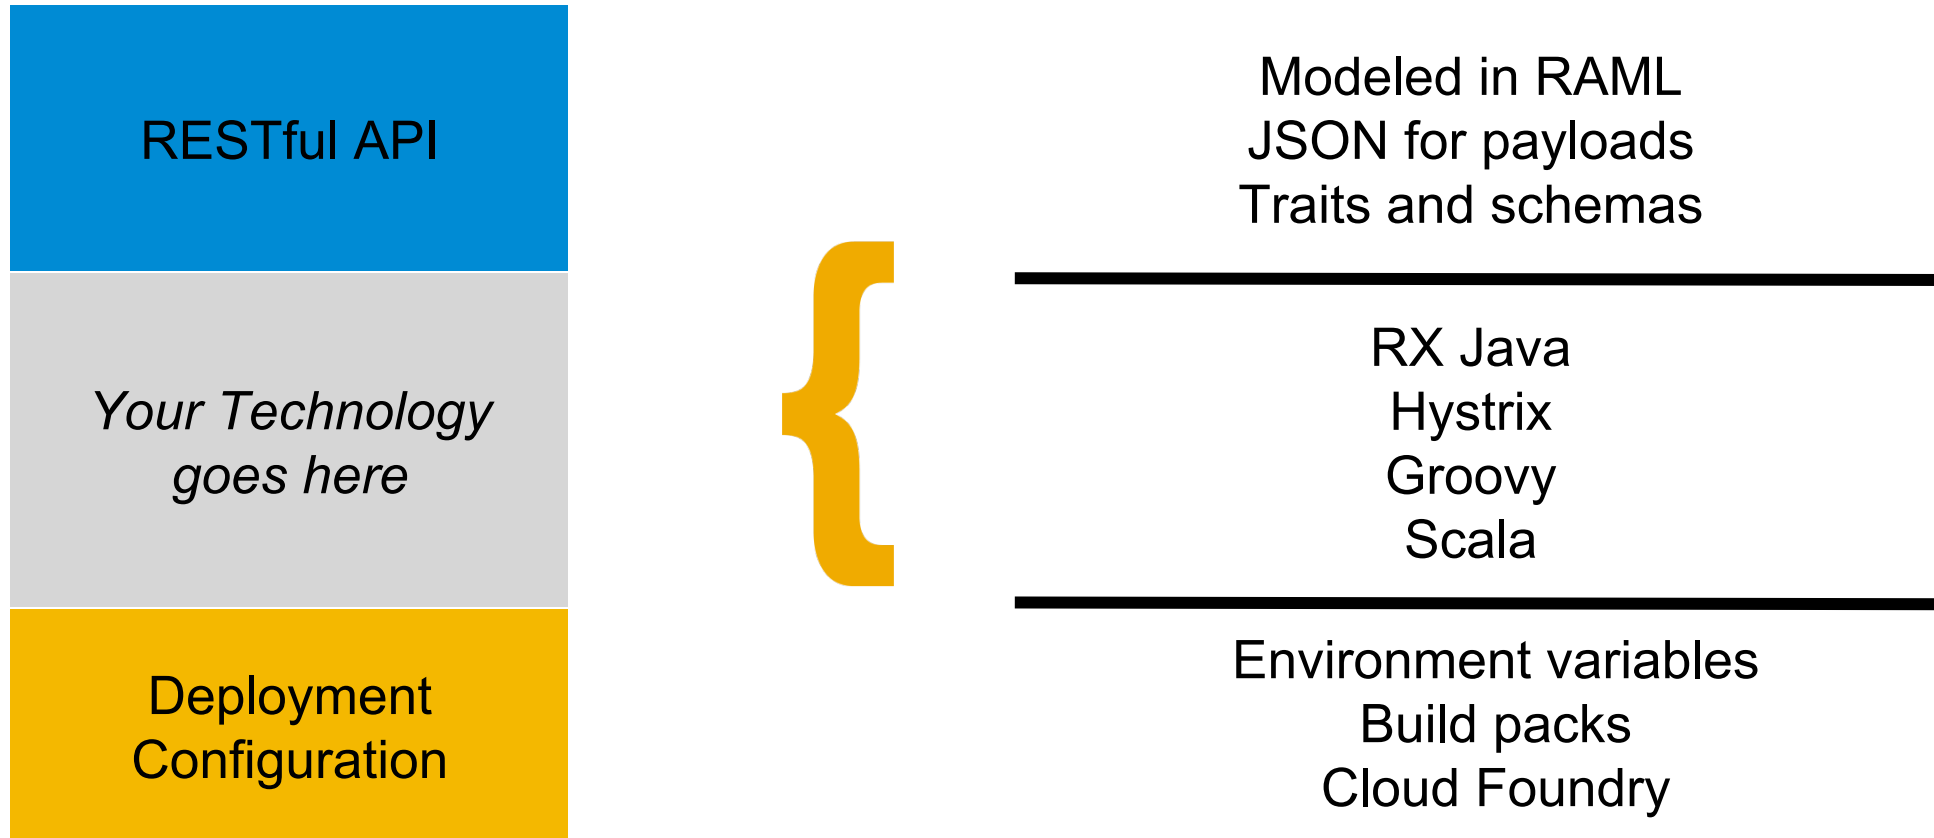 RESTful API
Your Technology
goes here
Deployment
Configuration
{
Modeled in RAML
JSON for payloads
Traits and schemas
RX Java
Hystrix
Groovy
Scala
Environment variables
Build packs
Cloud Foundry